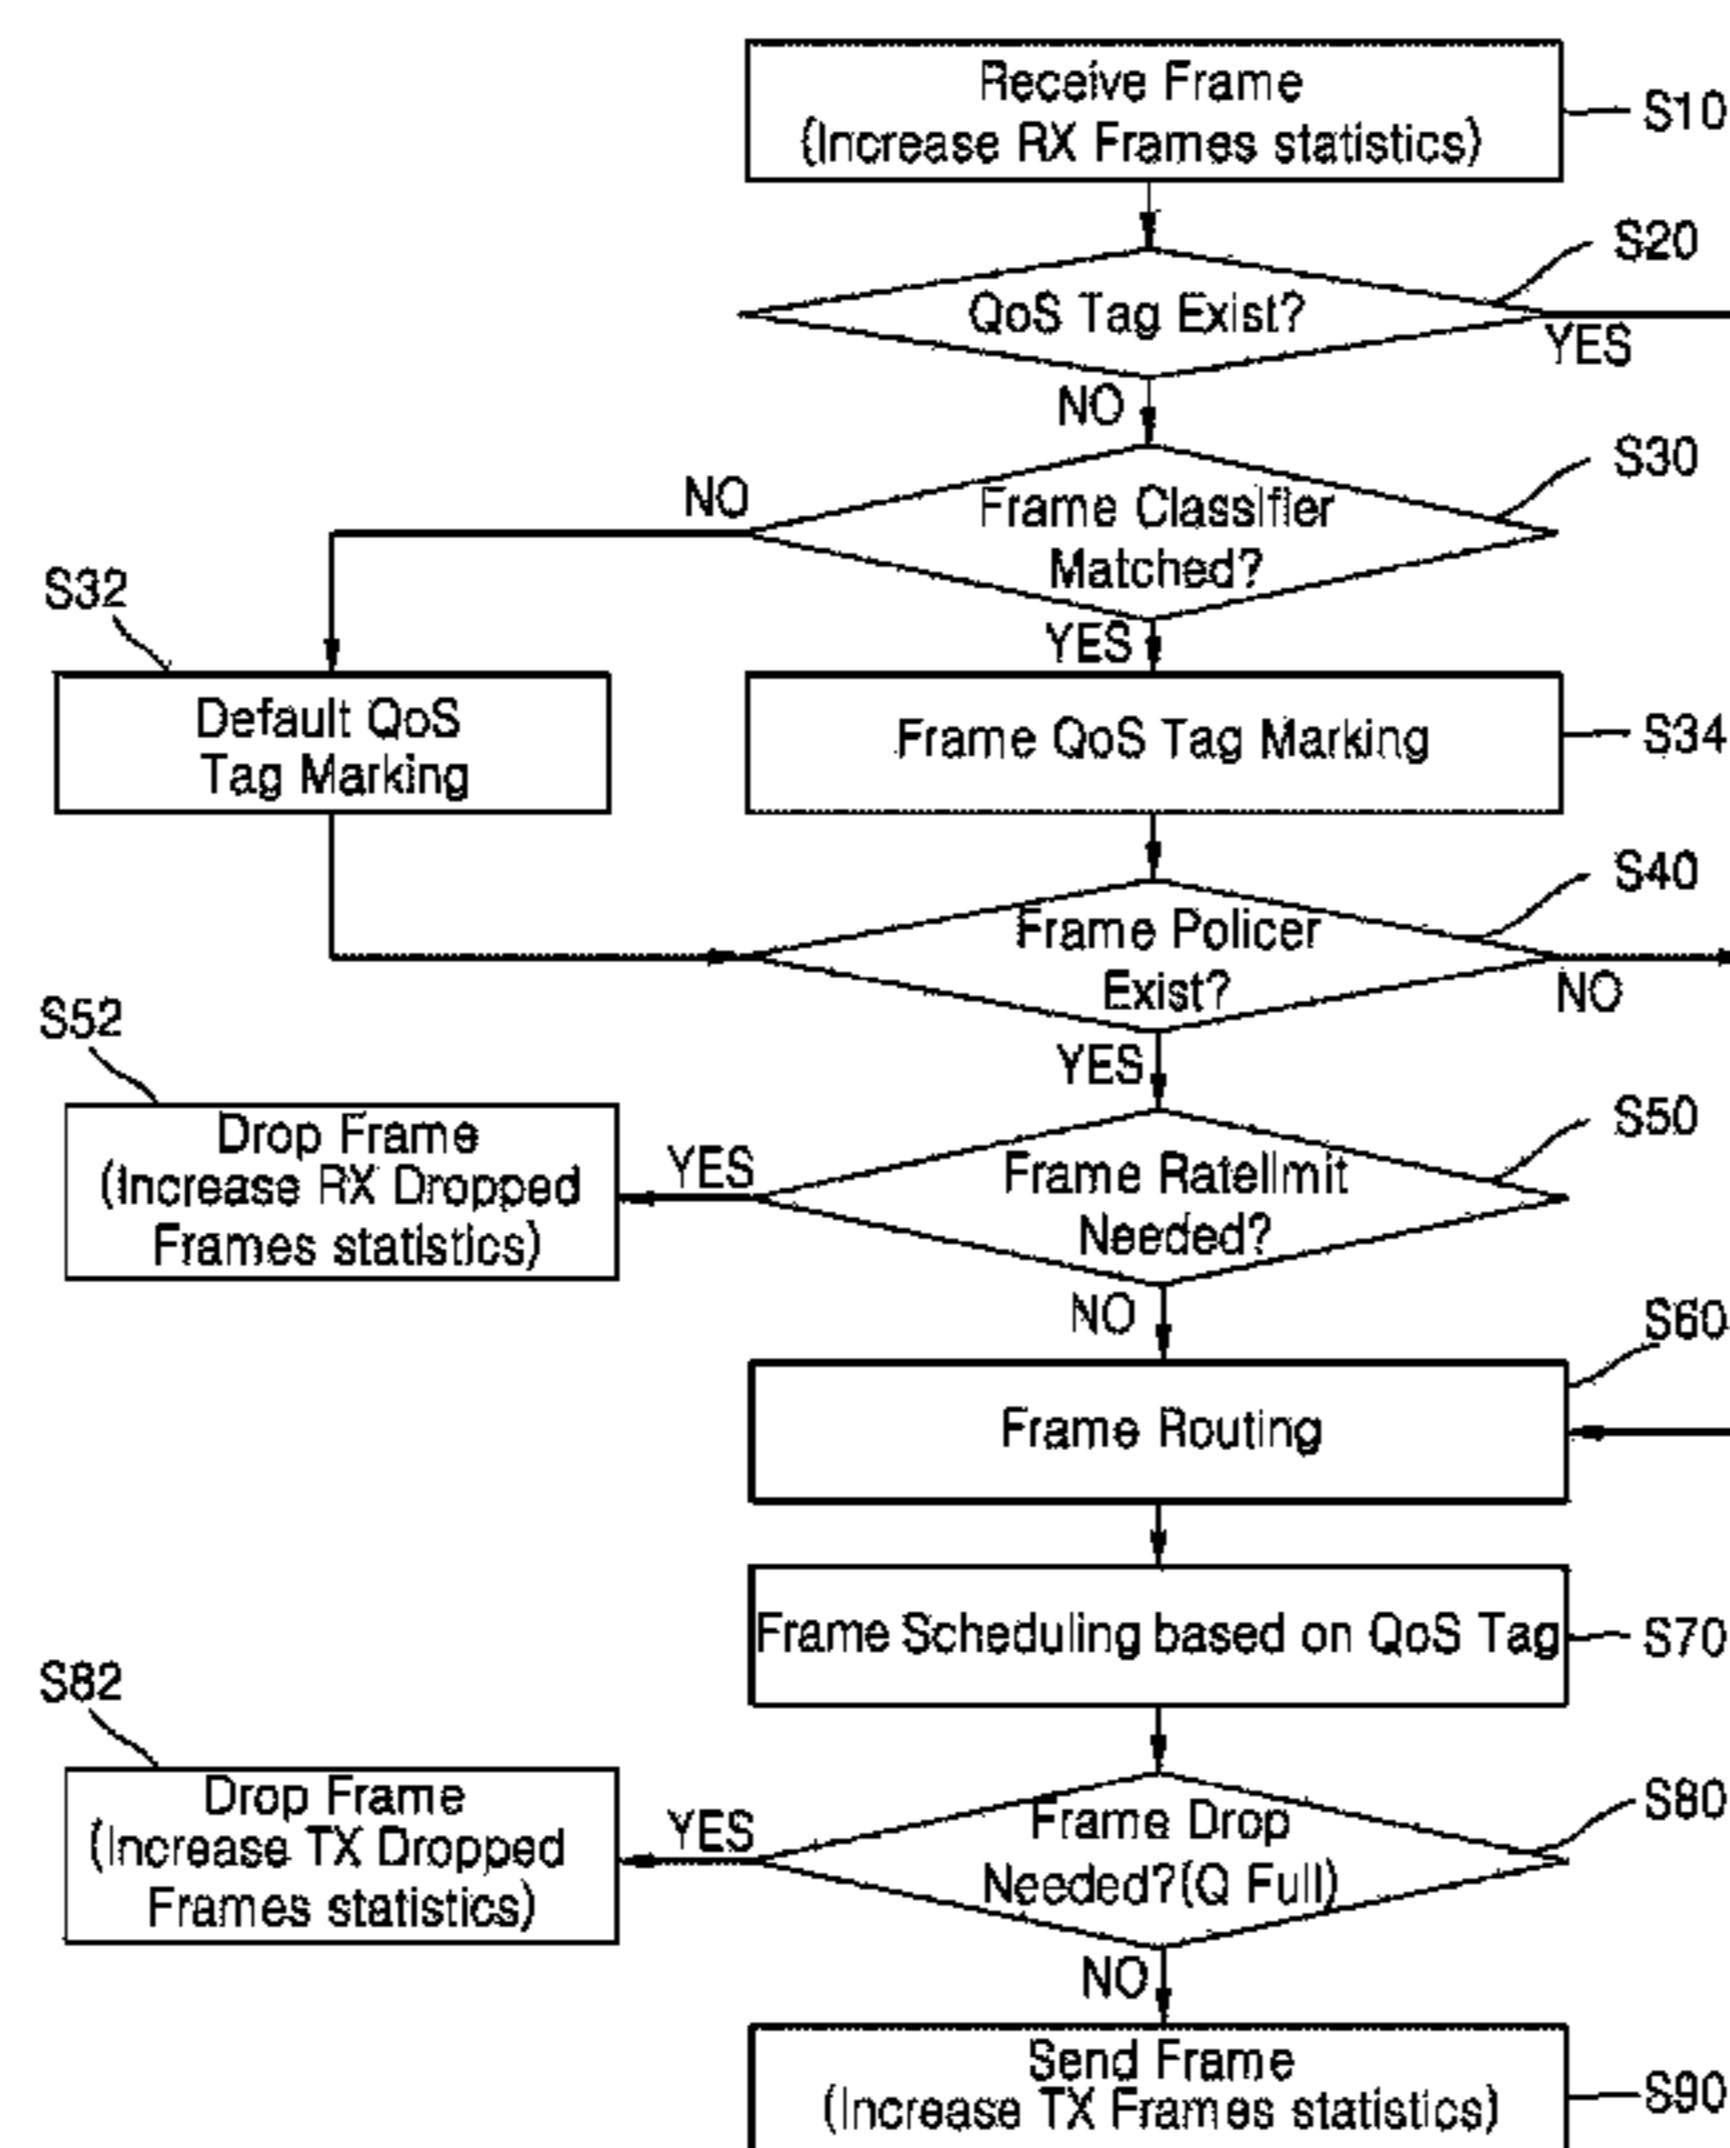 Receive Frame
(Increase RX Frames statistics)
S10
S20
QoS Tag Exist?
YES
NO
S30
NO
Frame Classifier
Matched?
S32
YES
Default QoS
Tag Marking
Frame QoS Tag Marking
S34
S40
Frame Policer
Exist?
NO
S52
YES
Drop Frame
(Increase RX Dropped
Frames statistics)
YES
S50
Frame Ratelimit
Needed?
NO
S60
Frame Routing
Frame Scheduling based on QoS Tag
S70
S82
Drop Frame
(Increase TX Dropped
Frames statistics)
YES
S80
Frame Drop
Needed?(Q Full)
NO
Send Frame
(Increase TX Frames statistics)
S90